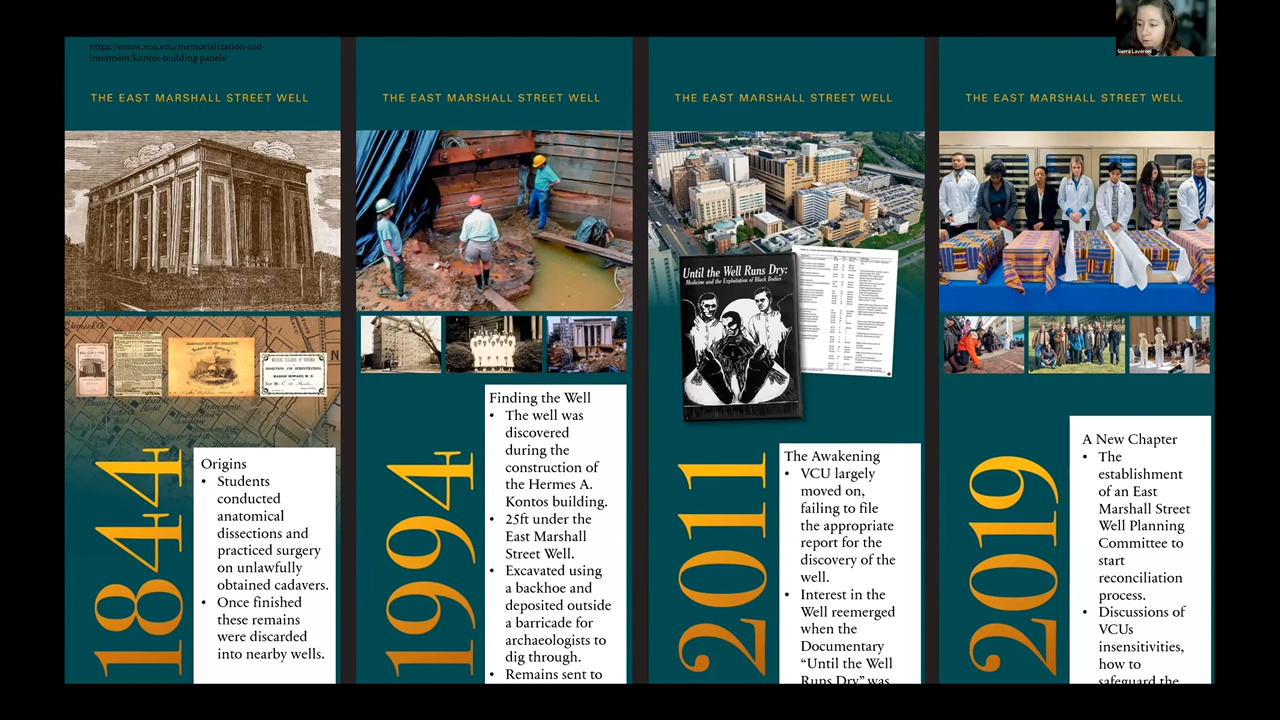 https://emsw.vcu.edu/memorialization-and-
interment/kontos-building-panels/
Sierra Laveroni
THE EAST MARSHALL STREET WELL
1844
Origins
• Students
conducted
anatomical
dissections and
practiced surgery
on unlawfully
obtained cadavers.
• Once finished
these remains
were discarded
into nearby wells.
THE EAST MARSHALL STREET WELL
1994
Finding the Well
• The well was
discovered
during the
construction of
the Hermes A.
Kontos building.
• 25ft under the
East Marshall
Street Well.
• Excavated using
a backhoe and
deposited outside
a barricade for
archaeologists to
dig through.
• Remains sent to
THE EAST MARSHALL STREET WELL
Until the Well Runs Dry:
Medicine and the Exploitation of Black Bodies
2011
The Awakening
• VCU largely
moved on,
failing to file
the appropriate
report for the
discovery of the
well.
• Interest in the
Well reemerged
when the
Documentary
“Until the Well
Runs Dry” was
THE EAST MARSHALL STREET WELL
2019
A New Chapter
• The
establishment
of an East
Marshall Street
Well Planning
Committee to
start
reconciliation
process.
• Discussions of
VCUs
insensitivities,
how to
safeguard the